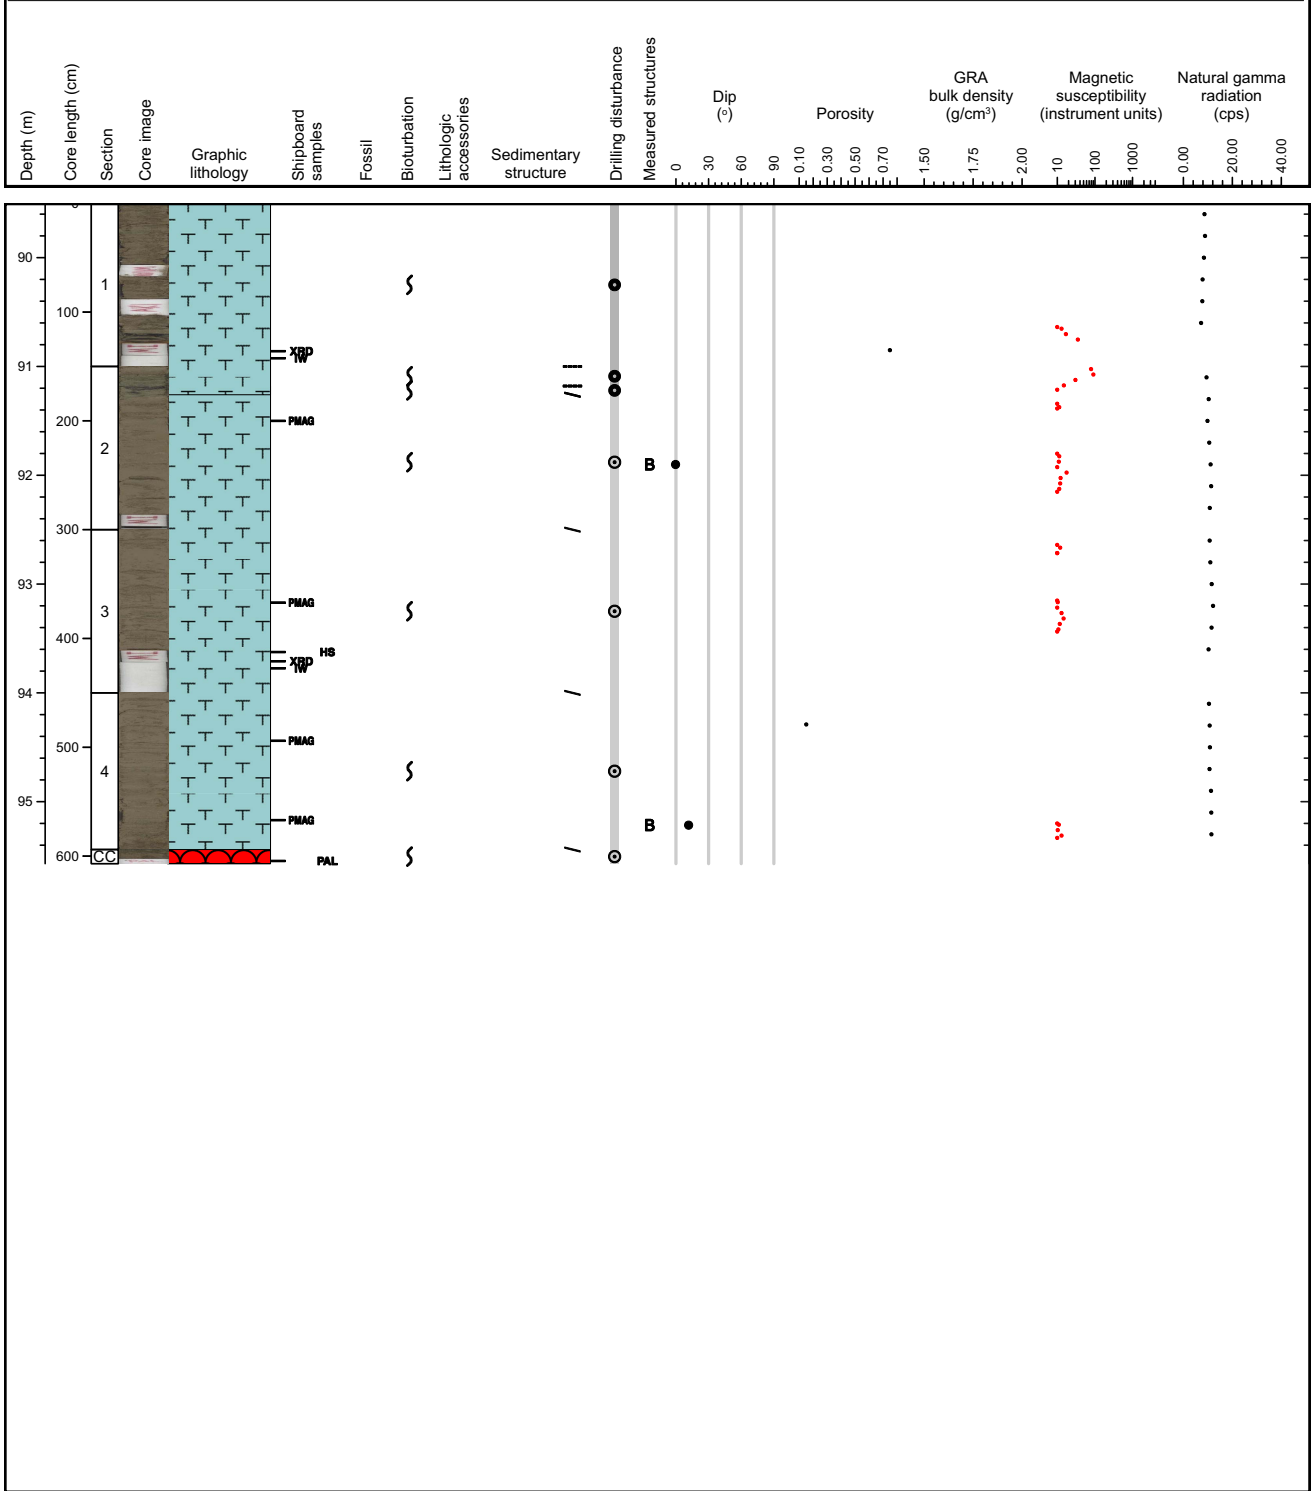 Depth (m)
Core length (cm)
Section
Core image
Graphic
lithology
Shipboard
samples
Fossil
Bioturbation
Lithologic
accessories
Sedimentary
structure
Drilling disturbance
Measured structures
Dip
(o)
0 30 60 90
Porosity
0.10 0.30 0.50 0.70
GRA
bulk density
(g/cm³)
1.50 1.75 2.00
Magnetic
susceptibility
(instrument units)
10 100 1000
Natural gamma
radiation
(cps)
0.00 20.00 40.00
90
1
100
XRD
IW
91
200
PMAG
2
B
92
300
93
3
PMAG
400
HS
XRD
IW
94
PMAG
500
4
95
PMAG
B
600
CC
PAL